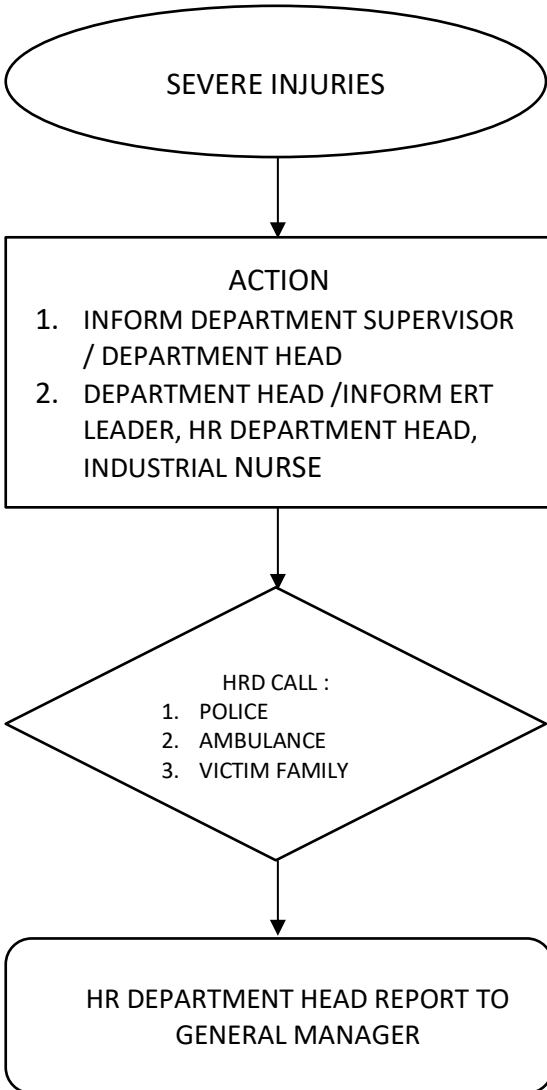 SEVERE INJURIES
ACTION
1. INFORM DEPARTMENT SUPERVISOR
/ DEPARTMENT HEAD
2. DEPARTMENT HEAD /INFORM ERT
LEADER, HR DEPARTMENT HEAD,
INDUSTRIAL NURSE
HRD CALL :
1. POLICE
2. AMBULANCE
3. VICTIM FAMILY
HR DEPARTMENT HEAD REPORT TO
GENERAL MANAGER